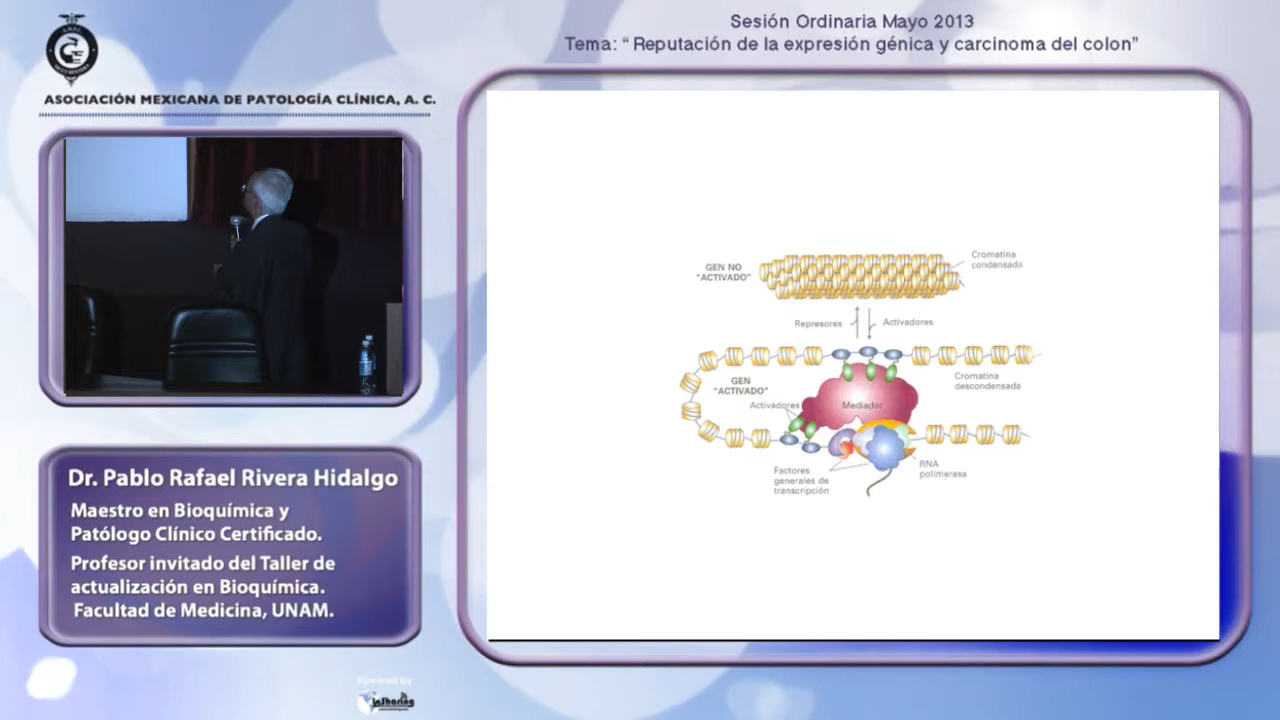 Sesión Ordinaria Mayo 2013
Tema: “ Reputación de la expresión génica y carcinoma del colon”
ASOCIACIÓN MEXICANA DE PATOLOGÍA CLÍNICA, A. C.
GEN NO
“ACTIVADO”
Cromatina
condensada
Represores
Activadores
GEN
“ACTIVADO”
Cromatina
descondensada
Activadores
Mediador
Factores
generales de
transcripción
RNA
polimerasa
Dr. Pablo Rafael Rivera Hidalgo
Maestro en Bioquímica y
Patólogo Clínico Certificado.
Profesor invitado del Taller de
actualización en Bioquímica.
Facultad de Medicina, UNAM.
Powered by
inSharing